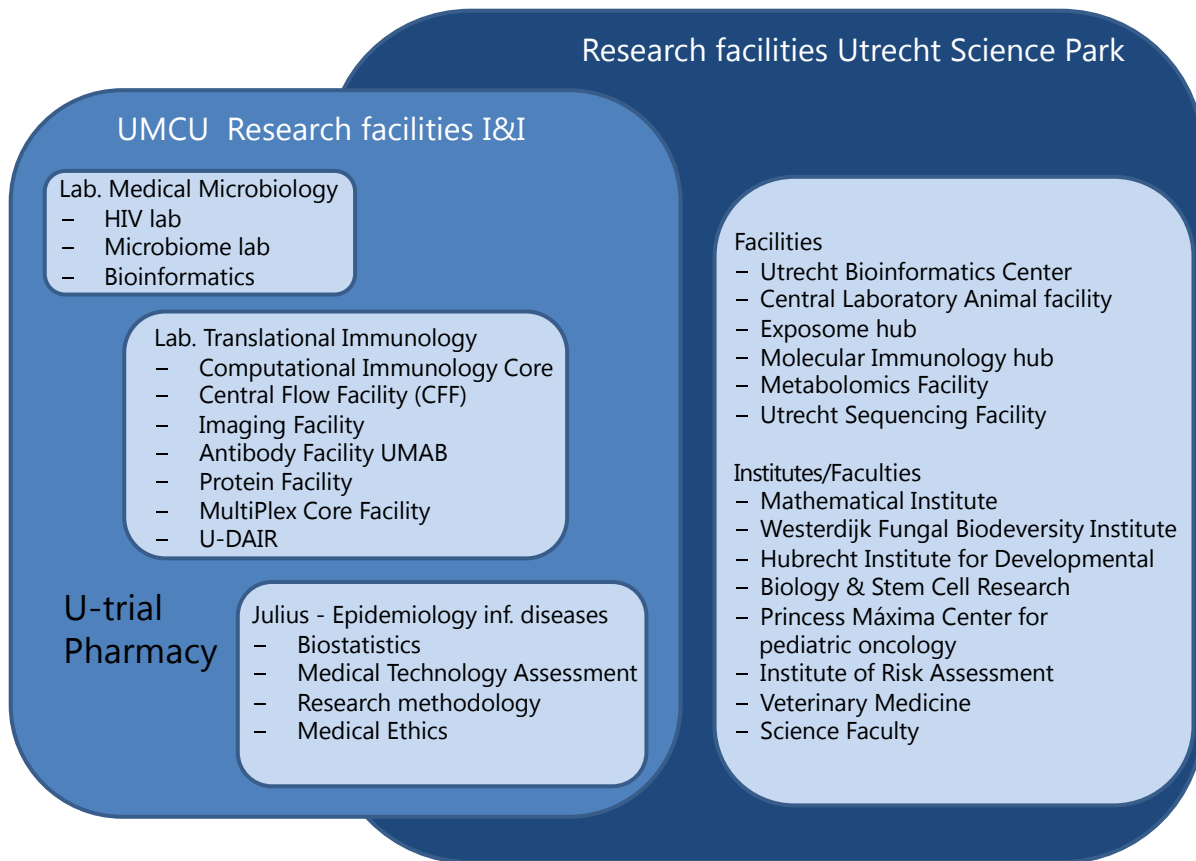 Research facilities Utrecht Science Park
UMCU  Research facilities I&I
Lab. Medical Microbiology
– HIV lab
– Microbiome lab
– Bioinformatics
Lab. Translational Immunology
– Computational Immunology Core
– Central Flow Facility (CFF)
– Imaging Facility
– Antibody Facility UMAB
– Protein Facility
– MultiPlex Core Facility
– U-DAIR
U-trial
Pharmacy
Julius - Epidemiology inf. diseases
– Biostatistics
– Medical Technology Assessment
– Research methodology
– Medical Ethics
Facilities
– Utrecht Bioinformatics Center
– Central Laboratory Animal facility
– Exposome hub
– Molecular Immunology hub
– Metabolomics Facility
– Utrecht Sequencing Facility
Institutes/Faculties
– Mathematical Institute
– Westerdijk Fungal Biodeversity Institute
– Hubrecht Institute for Developmental
– Biology & Stem Cell Research
– Princess Máxima Center for
pediatric oncology
– Institute of Risk Assessment
– Veterinary Medicine
– Science Faculty